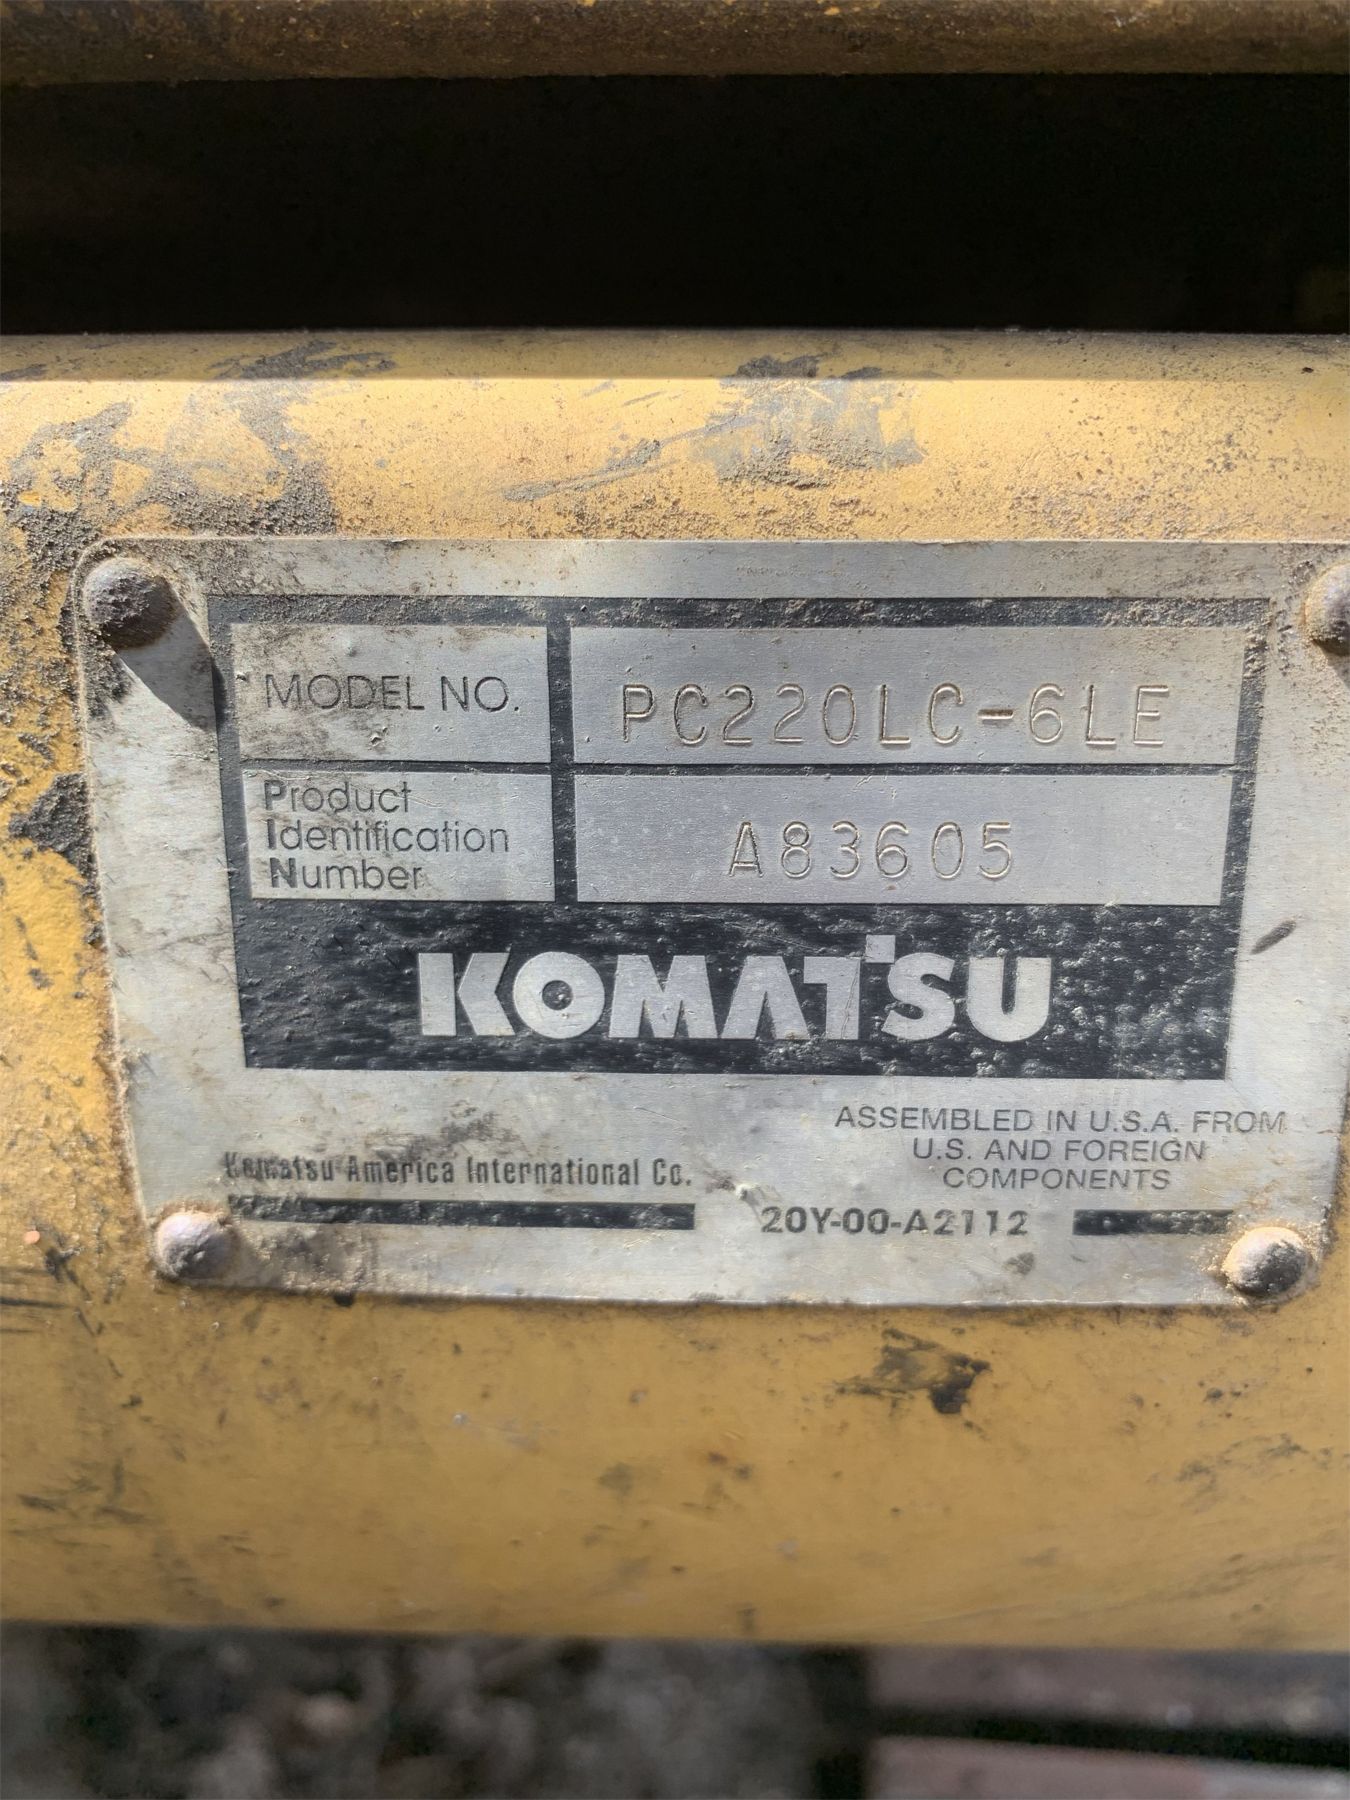 MODEL NO. PC220LC-6LE
Product
Identification
Number
A83605
KOMATSU
ASSEMBLED IN U.S.A. FROM
U.S. AND FOREIGN
COMPONENTS
Komatsu America International Co.
20Y-00-A2112